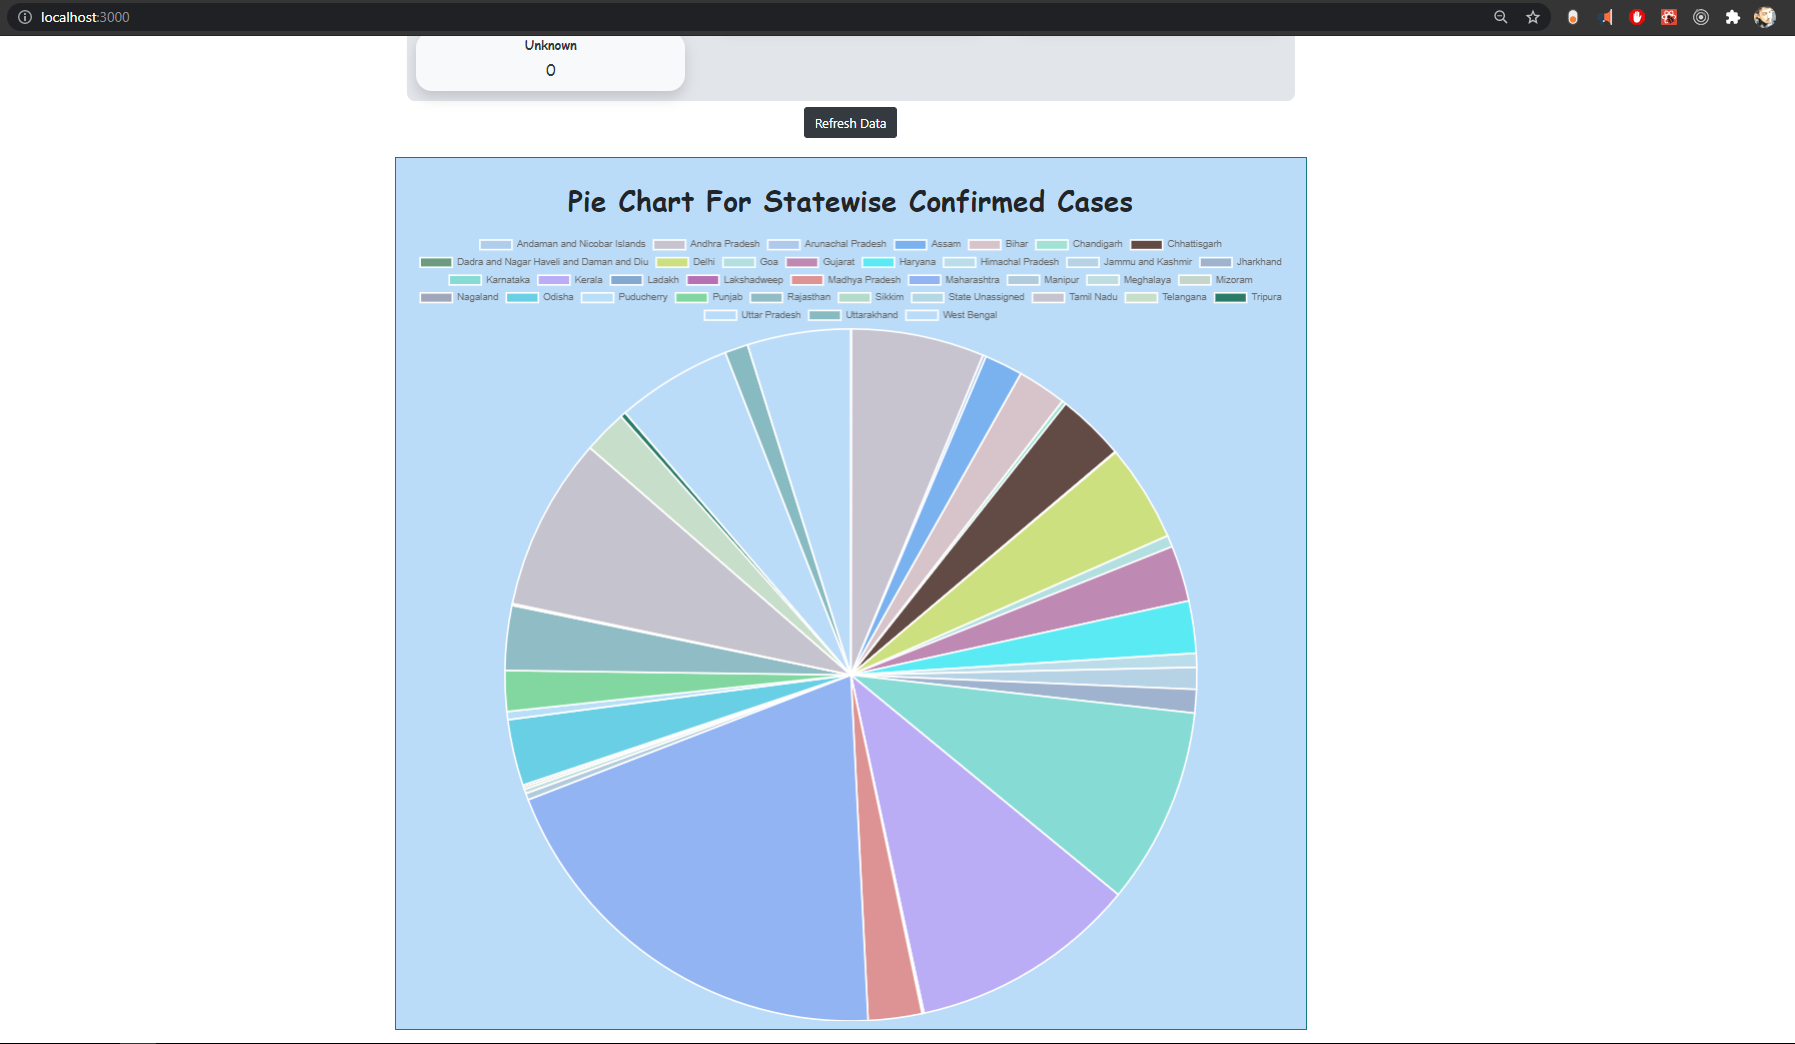 localhost:3000
Unknown
0
Refresh Data
Pie Chart For Statewise Confirmed Cases
Andaman and Nicobar Islands Andhra Pradesh Arunachal Pradesh Assam Bihar Chandigarh Chhattisgarh
Dadra and Nagar Haveli and Daman and Diu Delhi Goa Gujarat Haryana Himachal Pradesh Jammu and Kashmir Jharkhand
Karnataka Kerala Ladakh Lakshadweep Madhya Pradesh Maharashtra Manipur Meghalaya Mizoram
Nagaland Odisha Puducherry Punjab Rajasthan Sikkim State Unassigned Tamil Nadu Telangana Tripura
Uttar Pradesh Uttarakhand West Bengal